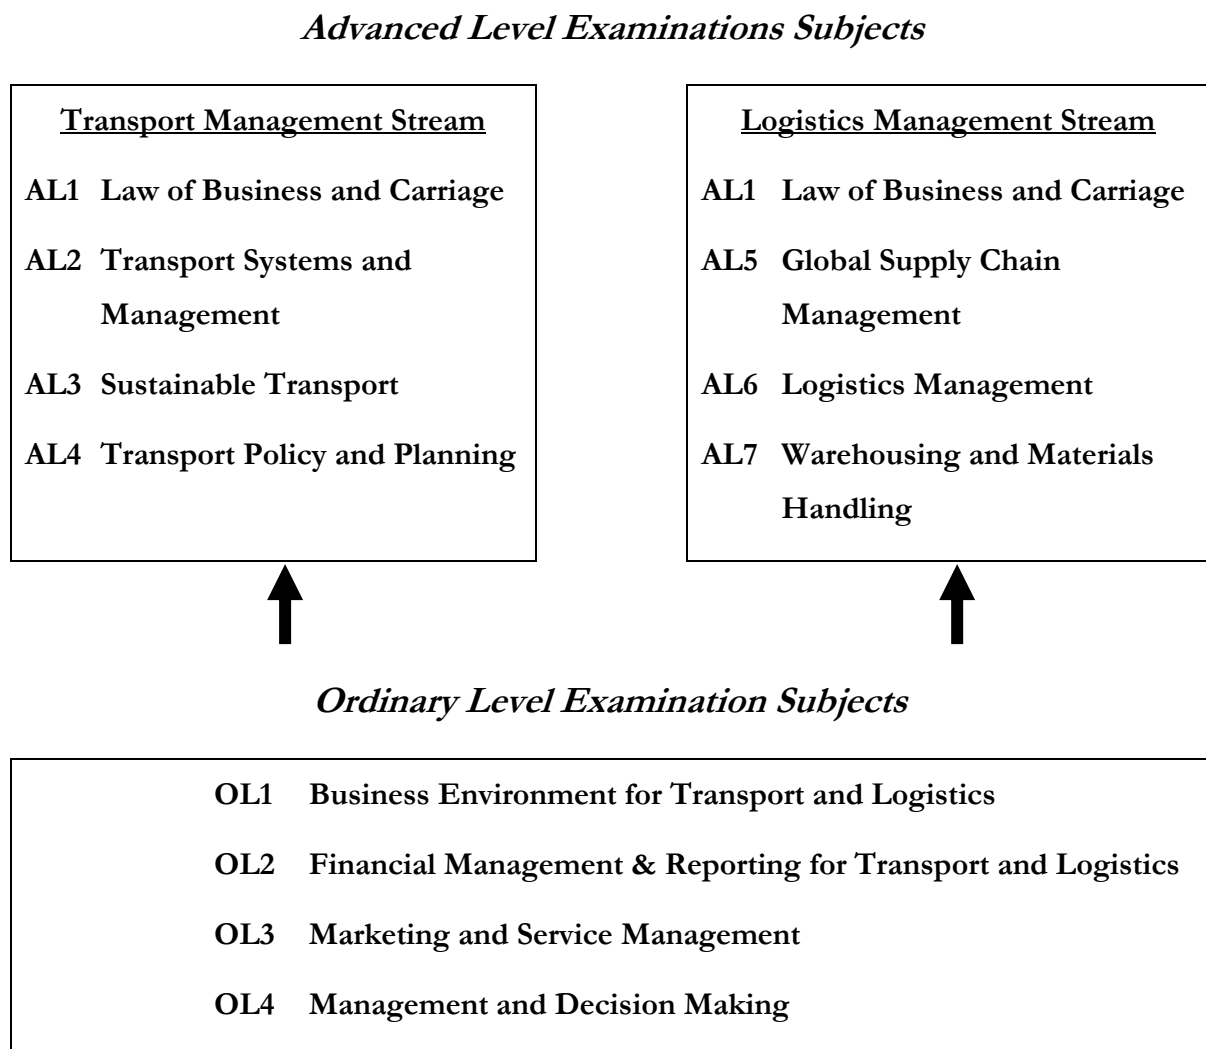 Advanced Level Examinations Subjects
Transport Management Stream
AL1 Law of Business and Carriage
AL2 Transport Systems and
Management
AL3 Sustainable Transport
AL4 Transport Policy and Planning
Logistics Management Stream
AL1 Law of Business and Carriage
AL5 Global Supply Chain
Management
AL6 Logistics Management
AL7 Warehousing and Materials
Handling
Ordinary Level Examination Subjects
OL1 Business Environment for Transport and Logistics
OL2 Financial Management & Reporting for Transport and Logistics
OL3 Marketing and Service Management
OL4 Management and Decision Making